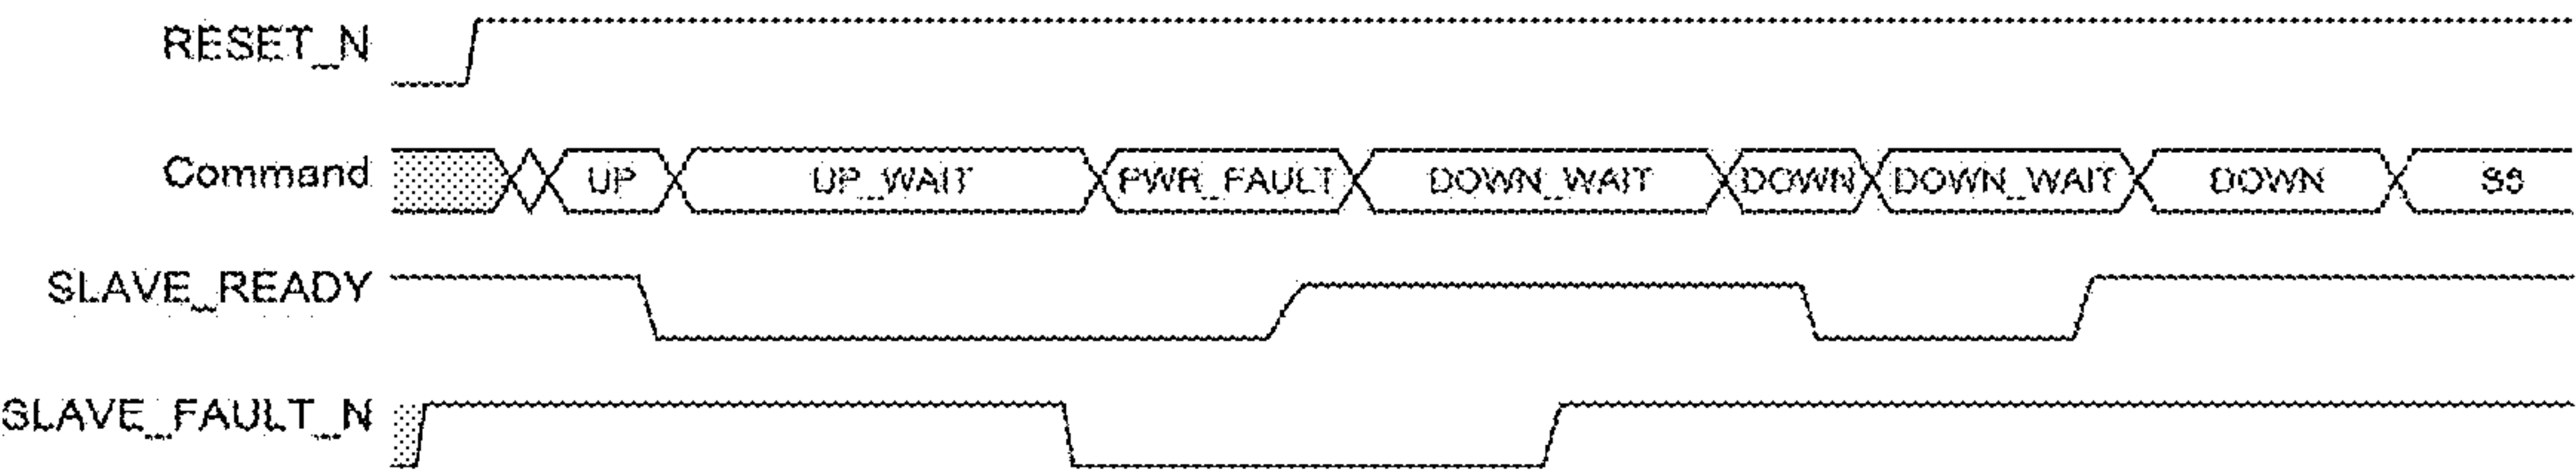 RESET_N
Command UP UP_WAIT PWR_FAULT DOWN_WAIT DOWN DOWN_WAIT DOWN SS
SLAVE_READY
SLAVE_FAULT_N